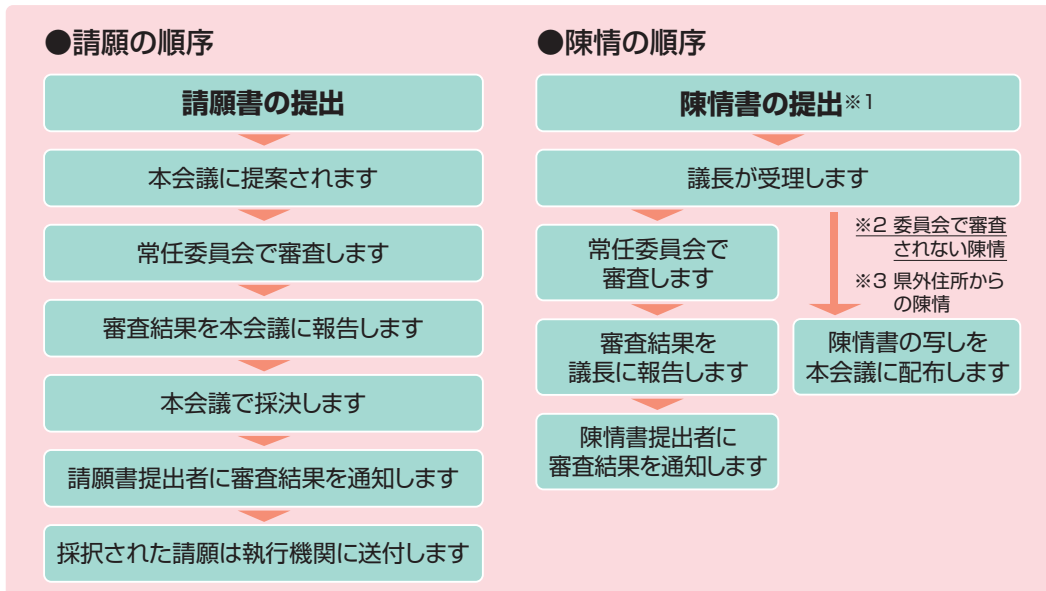 ●請願の順序
請願書の提出
本会議に提案されます
常任委員会で審査します
審査結果を本会議に報告します
本会議で採決します
請願書提出者に審査結果を通知します
採択された請願は執行機関に送付します
●陳情の順序
陳情書の提出※1
議長が受理します
常任委員会で
審査します
審査結果を
議長に報告します
陳情書提出者に
審査結果を通知します
※2 委員会で審査
されない陳情
※3 県外住所から
の陳情
陳情書の写しを
本会議に配布します